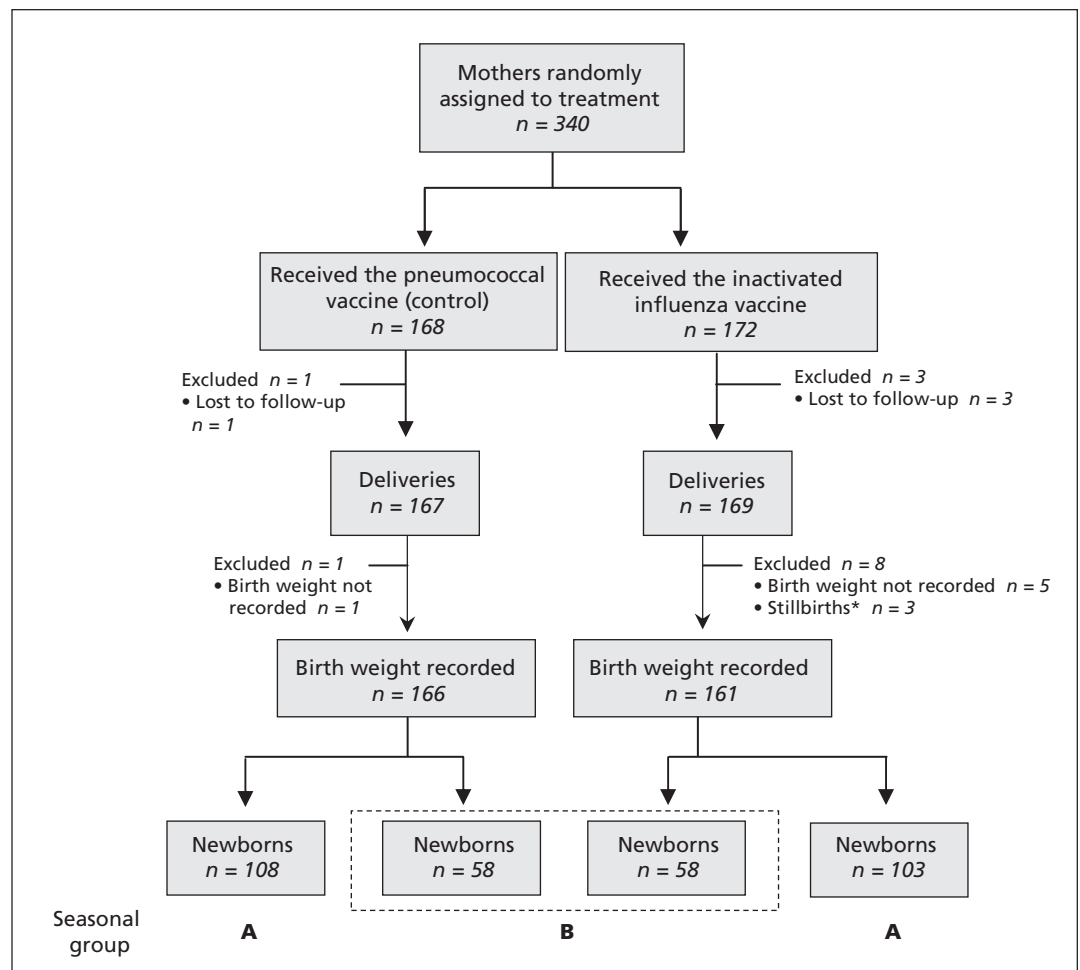 Mothers randomly
assigned to treatment
n = 340
Received the pneumococcal
vaccine (control)
n = 168
Received the inactivated
influenza vaccine
n = 172
Excluded n = 1
• Lost to follow-up
n = 1
Excluded n = 3
• Lost to follow-up n = 3
Deliveries
n = 167
Deliveries
n = 169
Excluded n = 1
• Birth weight not
recorded n = 1
Excluded n = 8
• Birth weight not recorded n = 5
• Stillbirths* n = 3
Birth weight recorded
n = 166
Birth weight recorded
n = 161
Newborns
n = 108
Newborns
n = 58
Newborns
n = 58
Newborns
n = 103
Seasonal
group
A
B
A